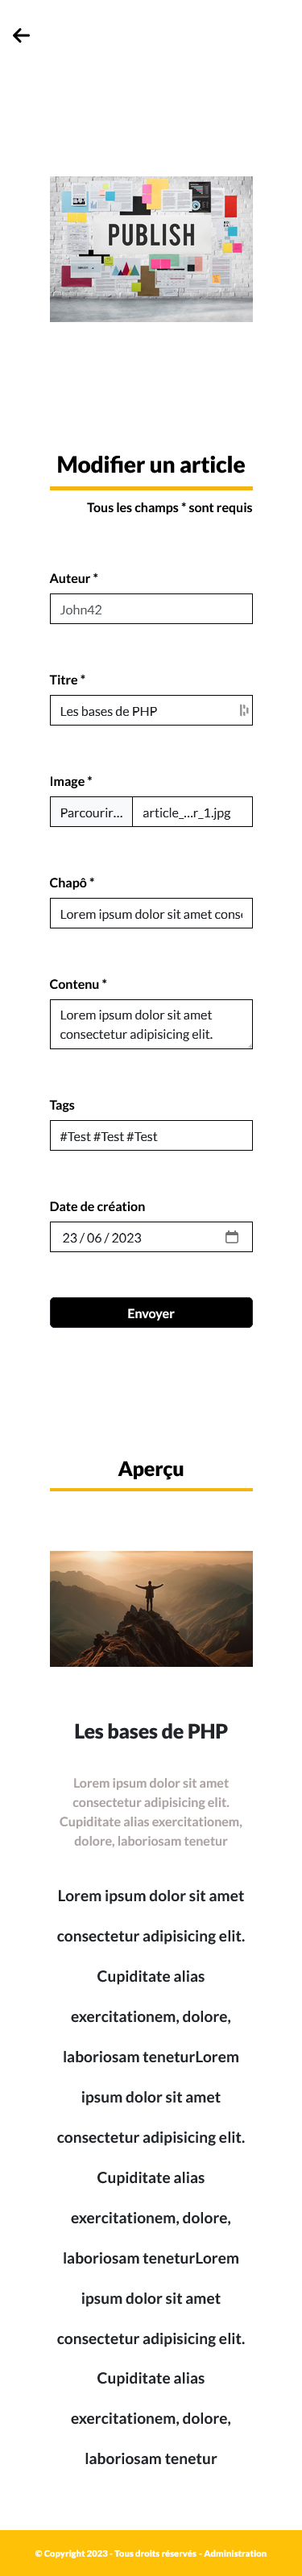 PUBLISH
Modifier un article
Tous les champs * sont requis
Auteur *
John42
Titre *
Les bases de PHP
Image *
Parcourir... article_...r_1.jpg
Chapô *
Lorem ipsum dolor sit amet conse
Contenu *
Lorem ipsum dolor sit amet
consectetur adipisicing elit.
Tags
#Test #Test #Test
Date de création
23 / 06 / 2023
Envoyer
Aperçu
Les bases de PHP
Lorem ipsum dolor sit amet
consectetur adipisicing elit.
Cupiditate alias exercitationem,
dolore, laboriosam tenetur
Lorem ipsum dolor sit amet
consectetur adipisicing elit.
Cupiditate alias
exercitationem, dolore,
laboriosam teneturLorem
ipsum dolor sit amet
consectetur adipisicing elit.
Cupiditate alias
exercitationem, dolore,
laboriosam teneturLorem
ipsum dolor sit amet
consectetur adipisicing elit.
Cupiditate alias
exercitationem, dolore,
laboriosam tenetur
© Copyright 2023 - Tous droits réservés - Administration